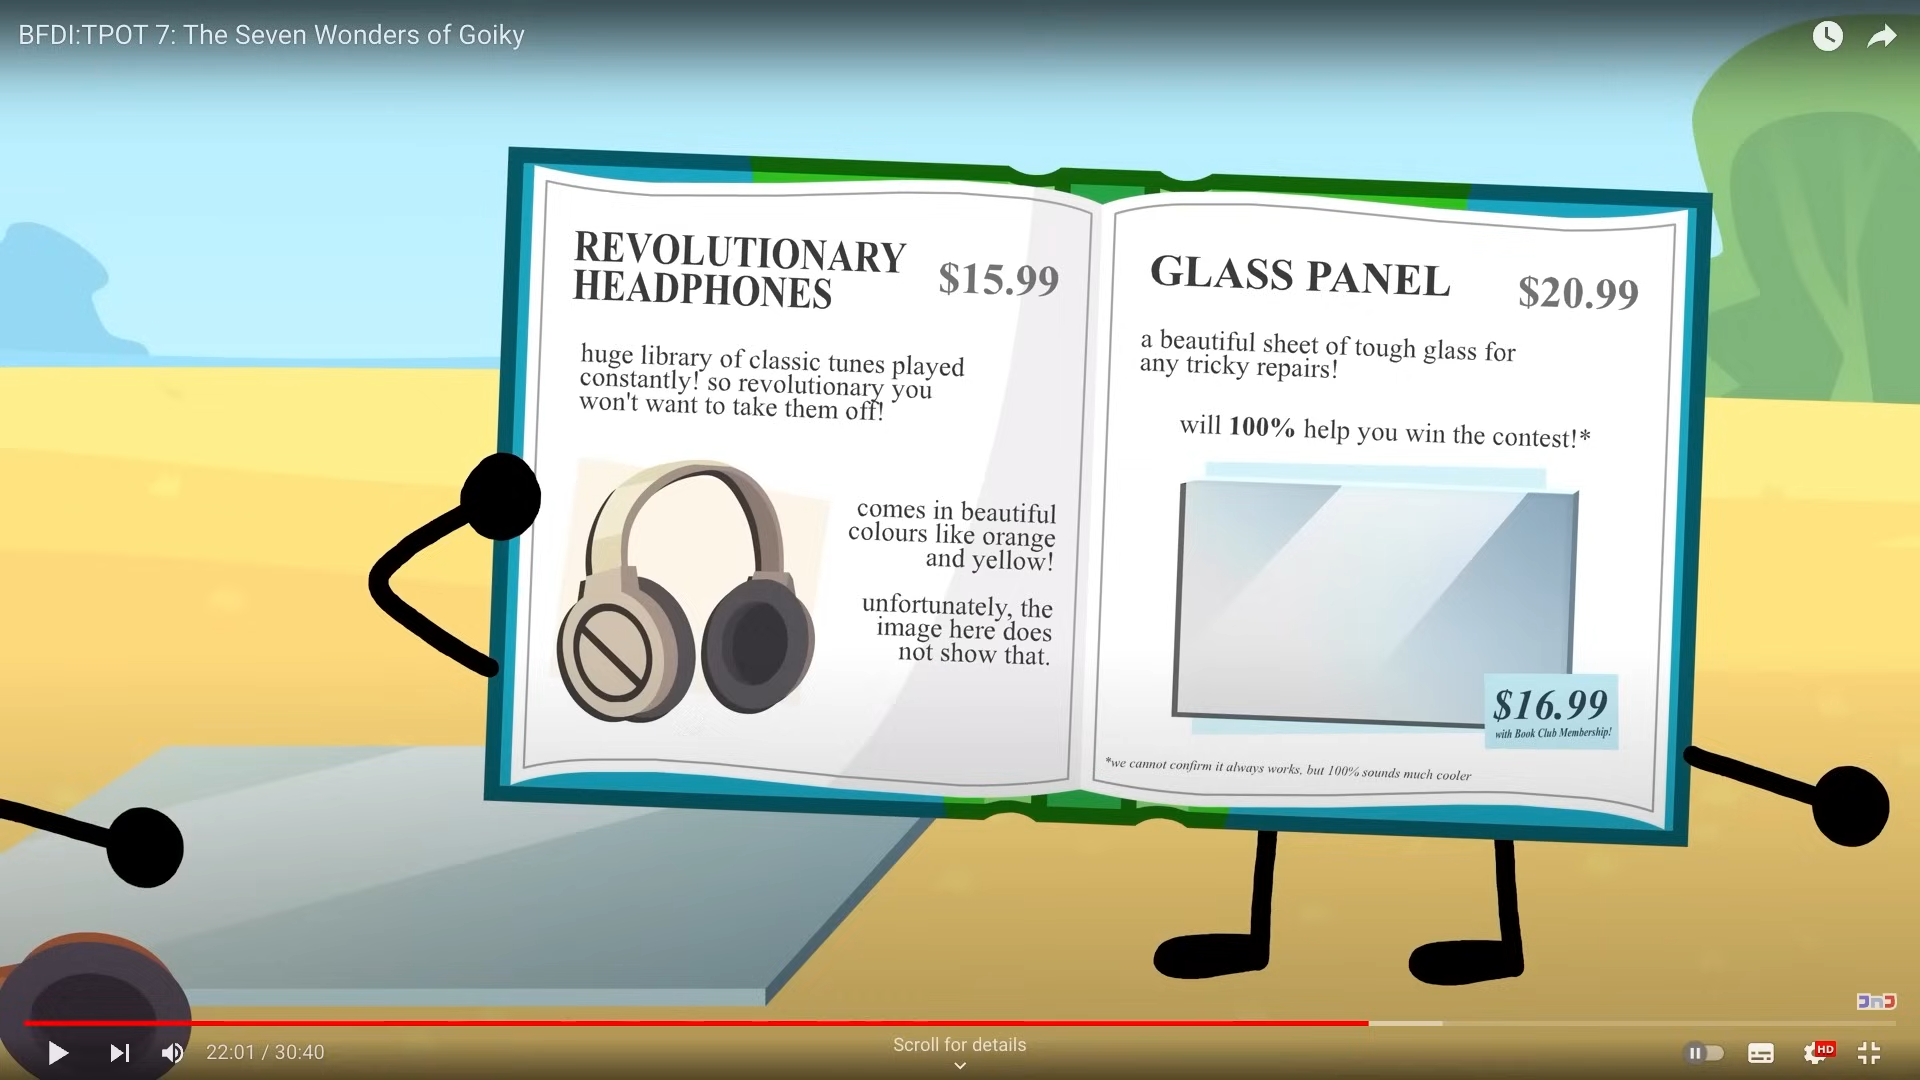 BFDI:TPOT 7: The Seven Wonders of Goiky
REVOLUTIONARY
HEADPHONES
$15.99
huge library of classic tunes played
constantly! so revolutionary you
won't want to take them off!
comes in beautiful
colours like orange
and yellow!
unfortunately, the
image here does
not show that.
GLASS PANEL
$20.99
a beautiful sheet of tough glass for
any tricky repairs!
will 100% help you win the contest!*
$16.99
with Book Club Membership!
*we cannot confirm it always works, but 100% sounds much cooler
22:01 / 30:40
Scroll for details
HD